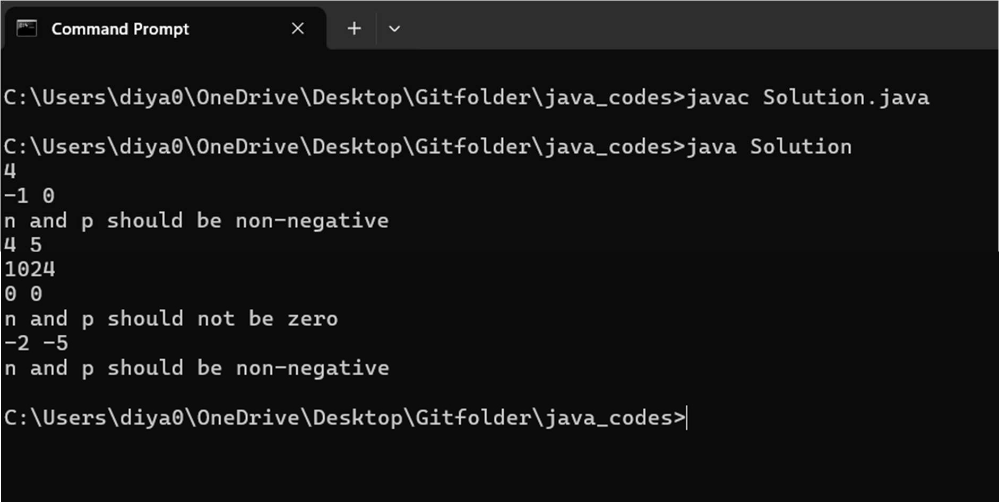 Command Prompt
C:\Users\diya0\OneDrive\Desktop\Gitfolder\java_codes>javac Solution.java
C:\Users\diya0\OneDrive\Desktop\Gitfolder\java_codes>java Solution
4
-1 0
n and p should be non-negative
4 5
1024
0 0
n and p should not be zero
-2 -5
n and p should be non-negative
C:\Users\diya0\OneDrive\Desktop\Gitfolder\java_codes>